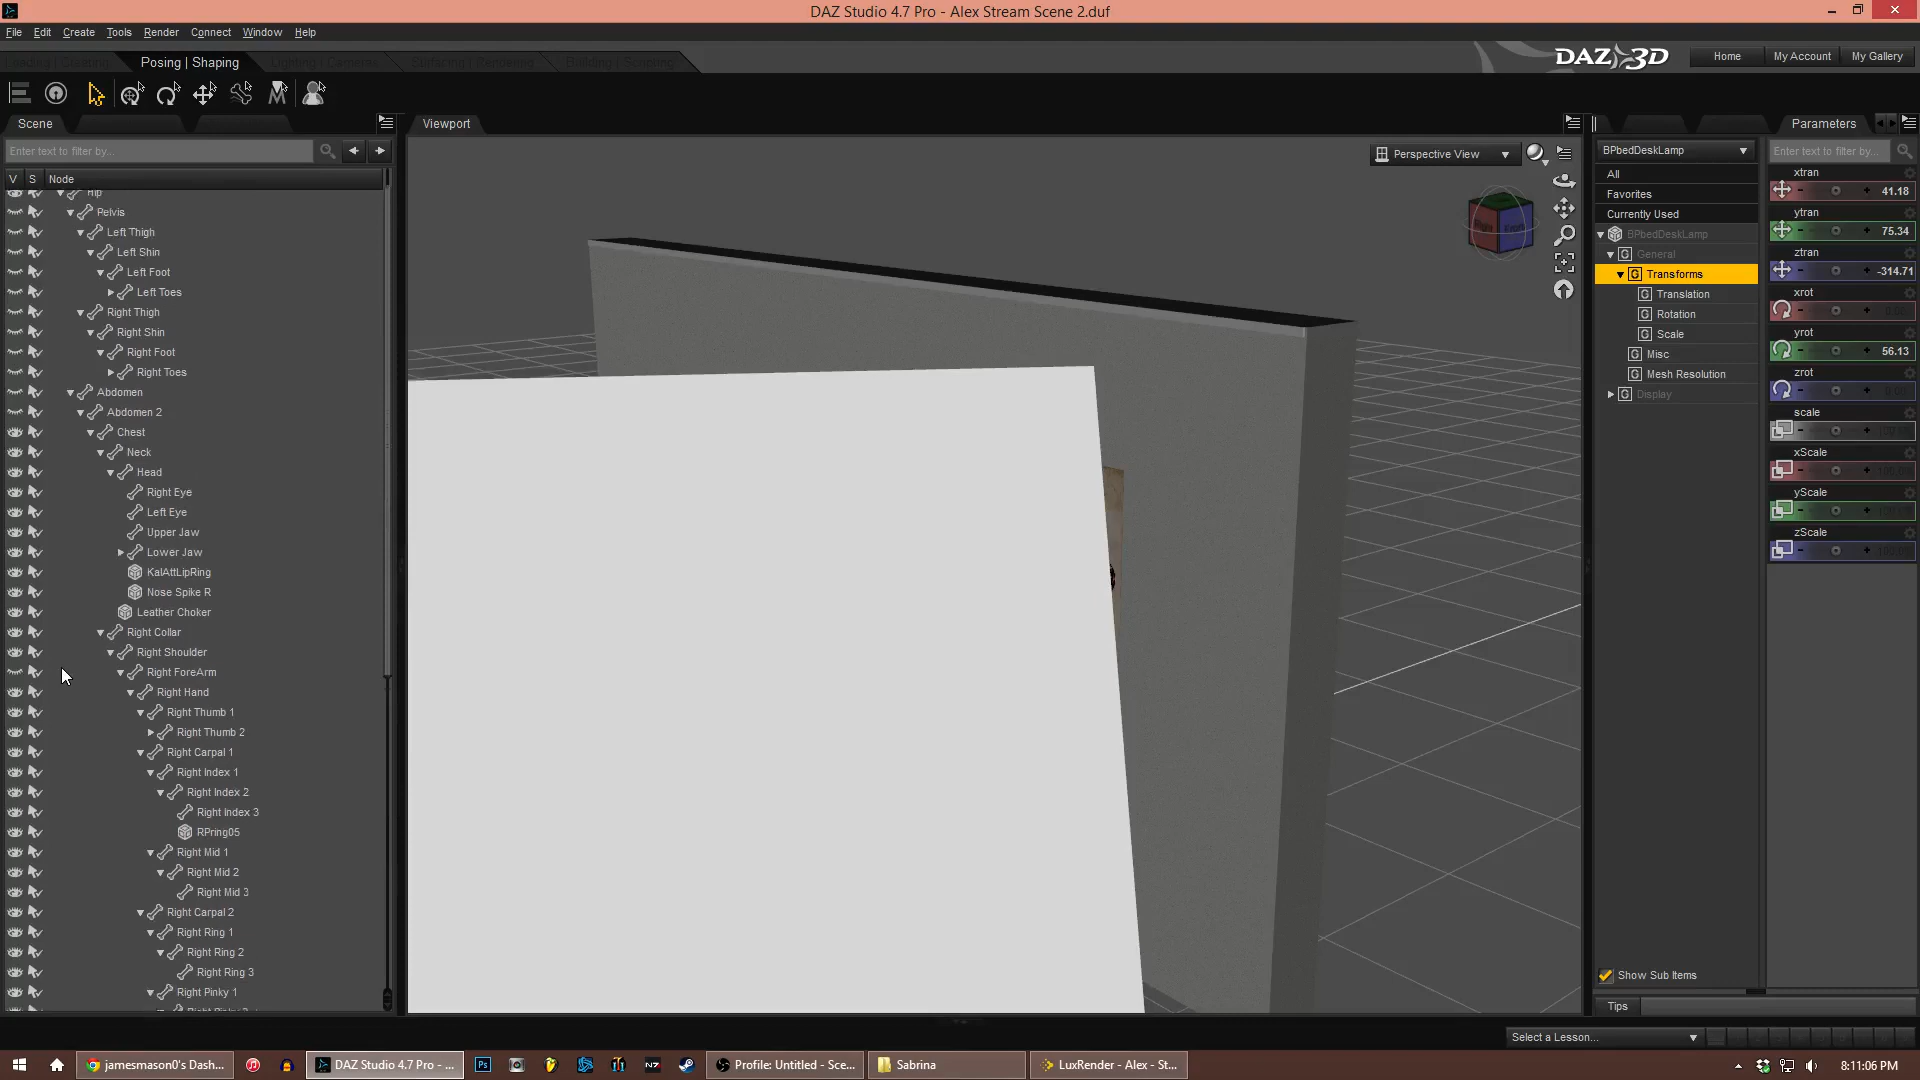 DAZ Studio 4.7 Pro - Alex Stream Scene 2.duf
File Edit Create Tools Render Connect Window Help
Posing | Shaping
Lighting | Cameras
DAZ 3D
Home My Account My Gallery
Scene
Viewport
Parameters
Enter text to filter by...
Perspective View
BPbedDeskLamp
Enter text to filter by...
V S Node
Hip
Pelvis
Left Thigh
Left Shin
Left Foot
Left Toes
Right Thigh
Right Shin
Right Foot
Right Toes
Abdomen
Abdomen 2
Chest
Neck
Head
Right Eye
Left Eye
Upper Jaw
Lower Jaw
KalAttLipRing
Nose Spike R
Leather Choker
Right Collar
Right Shoulder
Right ForeArm
Right Hand
Right Thumb 1
Right Thumb 2
Right Carpal 1
Right Index 1
Right Index 2
Right Index 3
RPring05
Right Mid 1
Right Mid 2
Right Mid 3
Right Carpal 2
Right Ring 1
Right Ring 2
Right Ring 3
Right Pinky 1
Right Front
All
Favorites
Currently Used
BPbedDeskLamp
General
Transforms
Translation
Rotation
Scale
Misc
Mesh Resolution
Display
xtran
41.18
ytran
75.34
ztran
-314.71
xrot
yrot
56.13
zrot
scale
xScale
yScale
zScale
Show Sub Items
Tips
Select a Lesson...
jamesmason0's Dash...
DAZ Studio 4.7 Pro - ...
Ps
N7
Profile: Untitled - Sce...
Sabrina
LuxRender - Alex - St...
8:11:06 PM